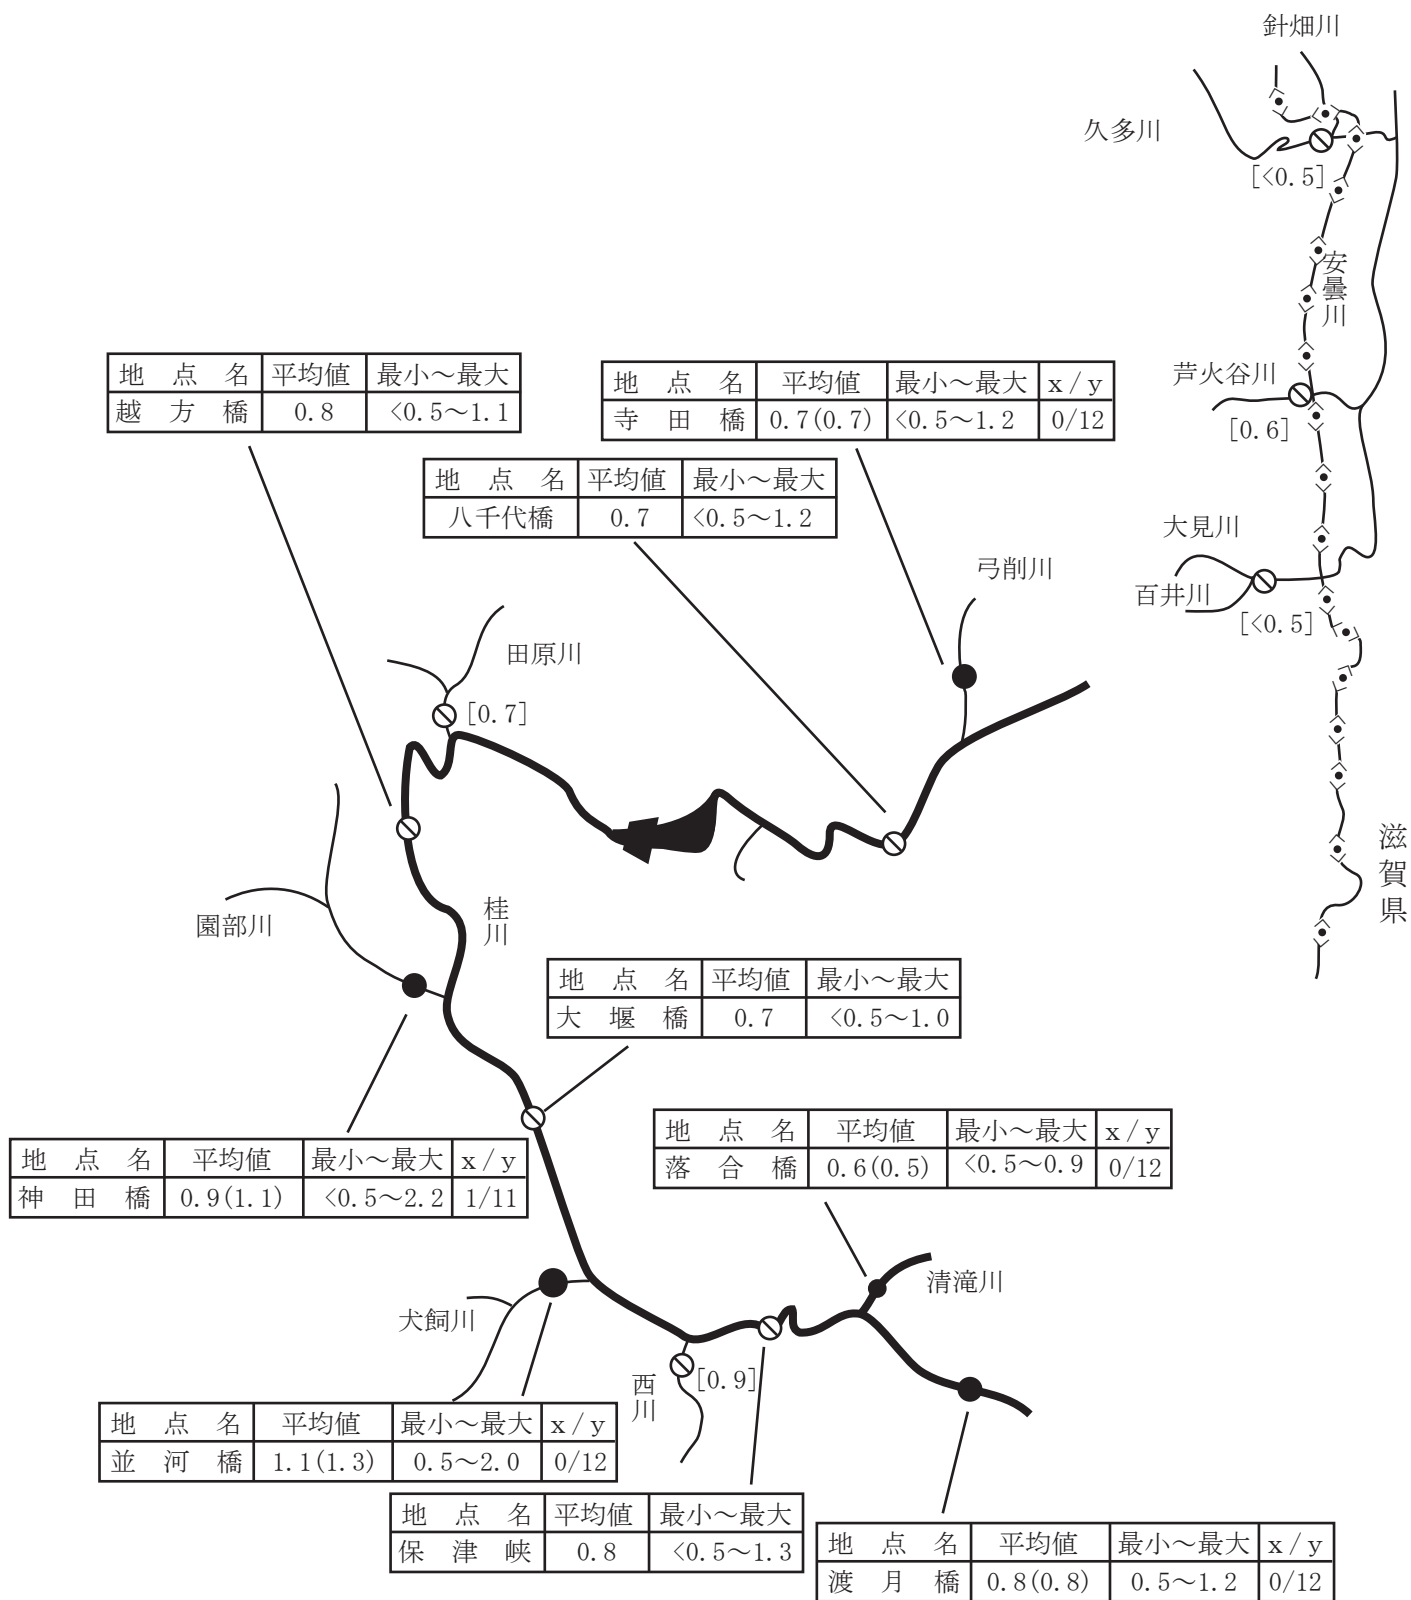 針畑川
久多川
[<0.5]
安曇川
地点名 平均値 最小～最大
越方橋 0.8 <0.5～1.1
地点名 平均値 最小～最大 x/y
寺田橋 0.7(0.7) <0.5～1.2 0/12
芦火谷川
[0.6]
地点名 平均値 最小～最大
八千代橋 0.7 <0.5～1.2
大見川
百井川
[<0.5]
弓削川
田原川
[0.7]
滋賀県
園部川
桂川
地点名 平均値 最小～最大
大堰橋 0.7 <0.5～1.0
地点名 平均値 最小～最大 x/y
神田橋 0.9(1.1) <0.5～2.2 1/11
地点名 平均値 最小～最大 x/y
落合橋 0.6(0.5) <0.5～0.9 0/12
清滝川
犬飼川
西川
[0.9]
地点名 平均値 最小～最大 x/y
並河橋 1.1(1.3) 0.5～2.0 0/12
地点名 平均値 最小～最大
保津峡 0.8 <0.5～1.3
地点名 平均値 最小～最大 x/y
渡月橋 0.8(0.8) 0.5～1.2 0/12